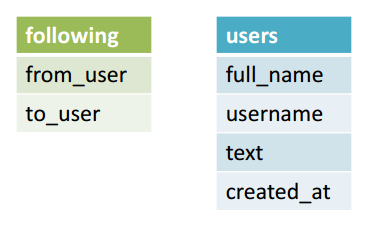 following
from_user
to_user
users
full_name
username
text
created_at